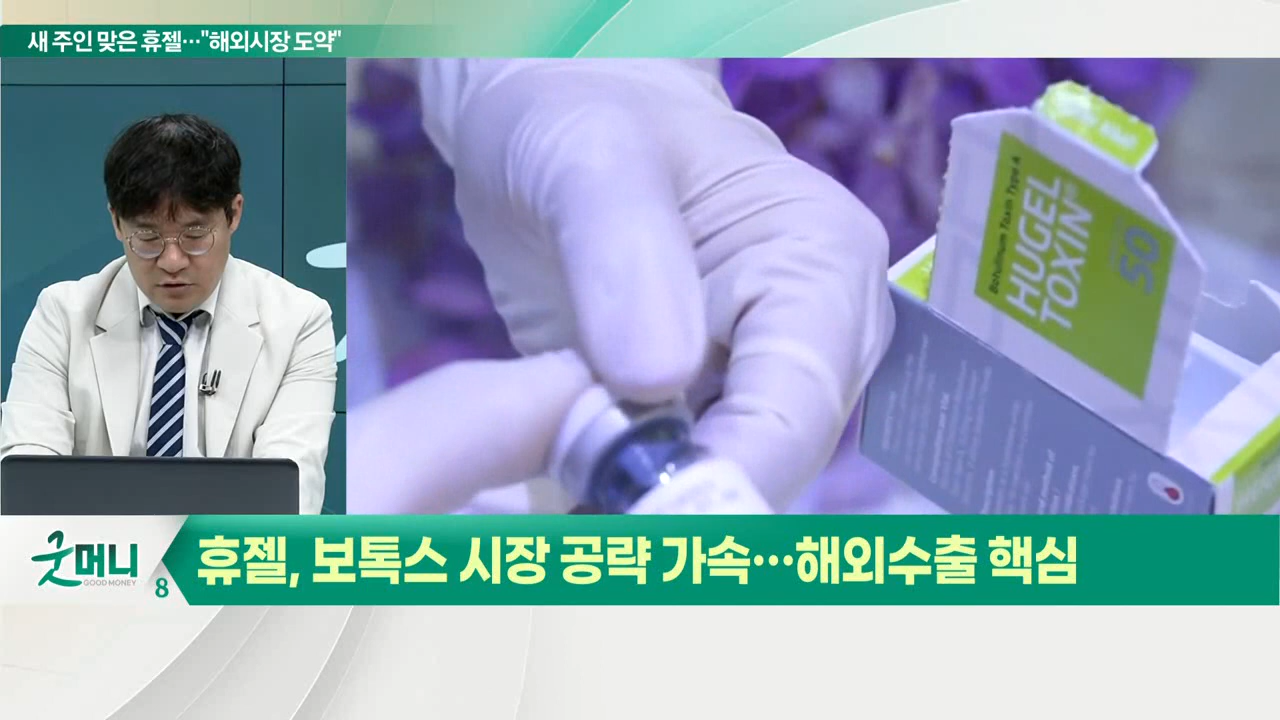 새 주인 맞은 휴젤…"해외시장 도약"
Botulinum Toxin Type A
HUGEL
TOXIN®
50
굿머니
GOOD MONEY
8
휴젤, 보톡스 시장 공략 가속…해외수출 핵심